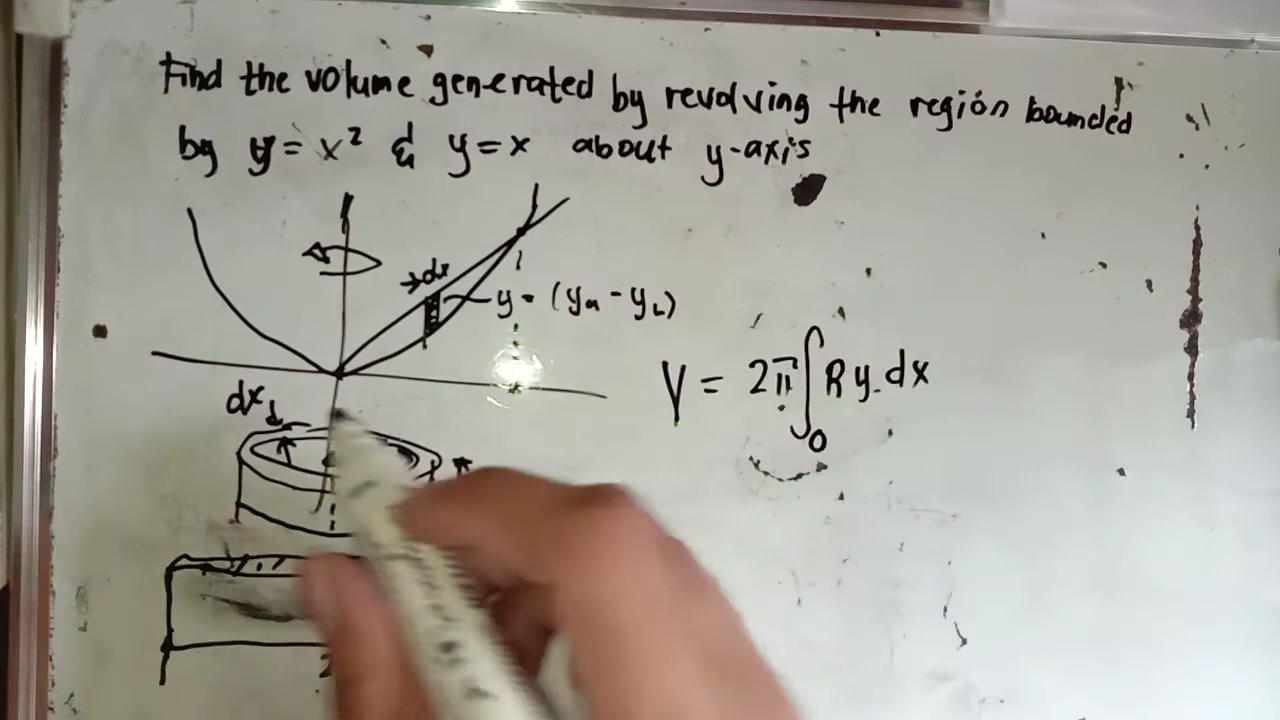 Find the volume generated by revolving the region bounded
by y = x² & y = x about y-axis
dx
y = (yu - yL)
V = 2π∫ R y dx
0
dx